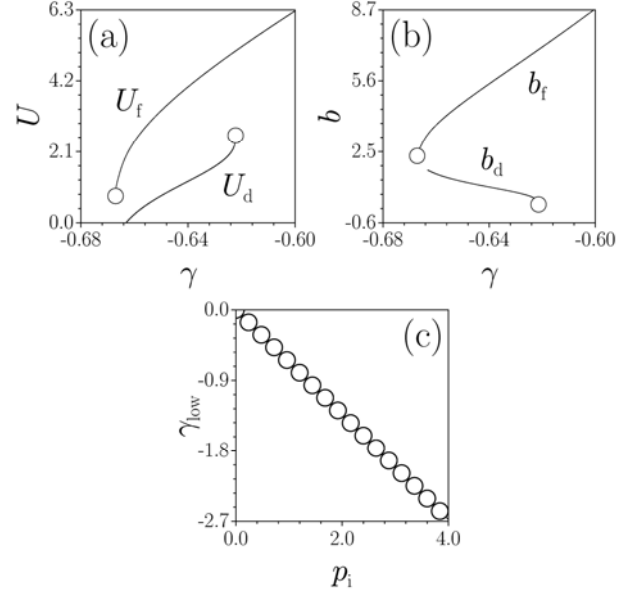 6.3
(a)
U_f
4.2
U
2.1
U_d
0.0
-0.68
-0.64
-0.60
γ
8.7
(b)
5.6
b_f
b
2.5
b_d
-0.6
-0.68
-0.64
-0.60
γ
0.0
(c)
-0.9
γ_low
-1.8
-2.7
0.0
2.0
4.0
p_i